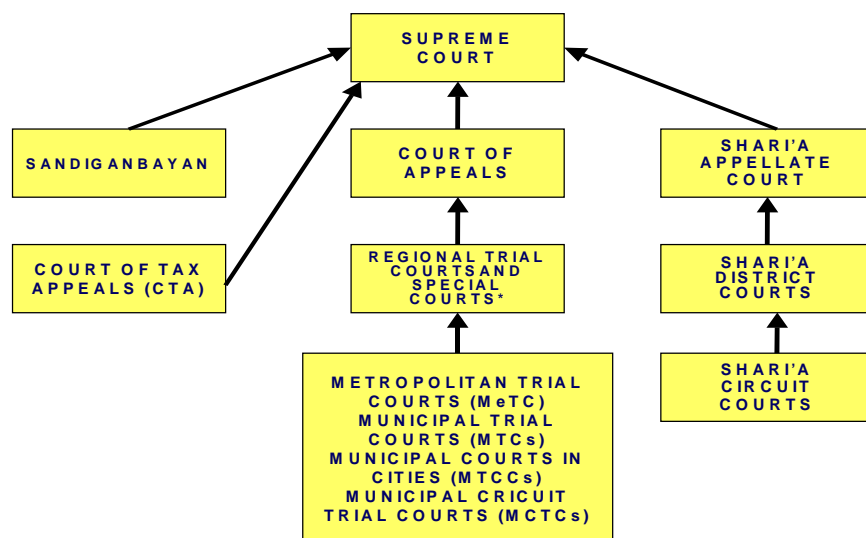 SUPREME
COURT
SANDIGANBAYAN
COURT OF
APPEALS
SHARI'A
APPELLATE
COURT
COURT OF TAX
APPEALS (CTA)
REGIONAL TRIAL
COURTSAND
SPECIAL
COURTS*
SHARI'A
DISTRICT
COURTS
METROPOLITAN TRIAL
COURTS (MeTC)
MUNICIPAL TRIAL
COURTS (MTCs)
MUNICIPAL COURTS IN
CITIES (MTCCs)
MUNICIPAL CRICUIT
TRIAL COURTS (MCTCs)
SHARI'A
CIRCUIT
COURTS